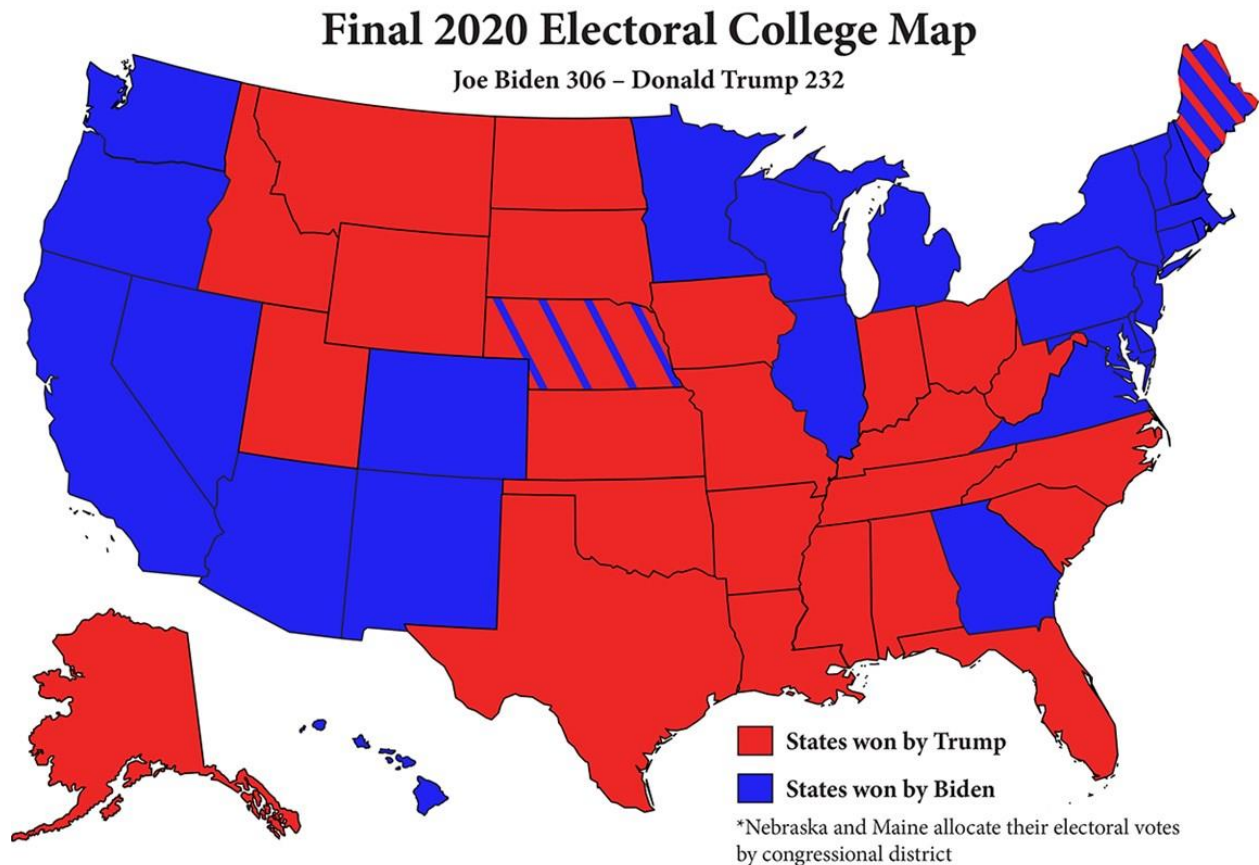 Final 2020 Electoral College Map
Joe Biden 306 – Donald Trump 232
States won by Trump
States won by Biden
*Nebraska and Maine allocate their electoral votes
by congressional district